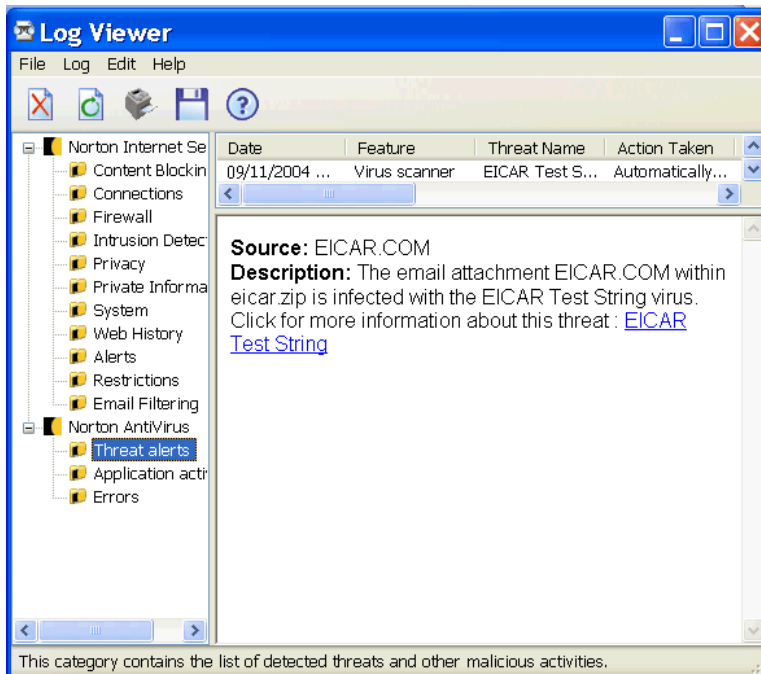 Log Viewer
File Log Edit Help
Norton Internet Se
Content Blockin
Connections
Firewall
Intrusion Detec
Privacy
Private Informa
System
Web History
Alerts
Restrictions
Email Filtering
Norton AntiVirus
Threat alerts
Application acti
Errors
Date Feature Threat Name Action Taken
09/11/2004 ... Virus scanner EICAR Test S... Automatically...
Source: EICAR.COM
Description: The email attachment EICAR.COM within
eicar.zip is infected with the EICAR Test String virus.
Click for more information about this threat : EICAR
Test String
This category contains the list of detected threats and other malicious activities.